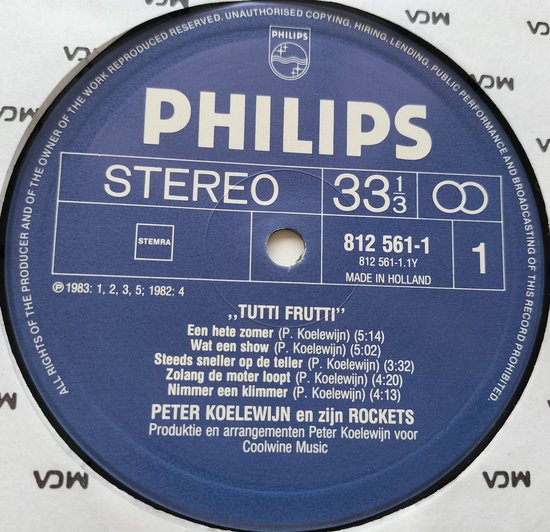 ALL RIGHTS OF THE PRODUCER AND OF THE OWNER OF THE WORK REPRODUCED RESERVED. UNAUTHORISED COPYING, HIRING, LENDING, PUBLIC PERFORMANCE AND BROADCASTING OF THIS RECORD PROHIBITED.
PHILIPS
PHILIPS
STEREO
33 1/3
STEMRA
812 561-1
812 561-1.1Y
MADE IN HOLLAND
1
℗ 1983: 1, 2, 3, 5; 1982: 4
„TUTTI FRUTTI”
Een hete zomer (P. Koelewijn) (5:14)
Wat een show (P. Koelewijn) (5:02)
Steeds sneller op de teller (P. Koelewijn) (3:32)
Zolang de moter loopt (P. Koelewijn) (4:20)
Nimmer een klimmer (P. Koelewijn) (4:13)
PETER KOELEWIJN en zijn ROCKETS
Produktie en arrangementen Peter Koelewijn voor
Coolwine Music
MCA
MCA
MCA
MCA
MCA
MCA
MCA
MCA